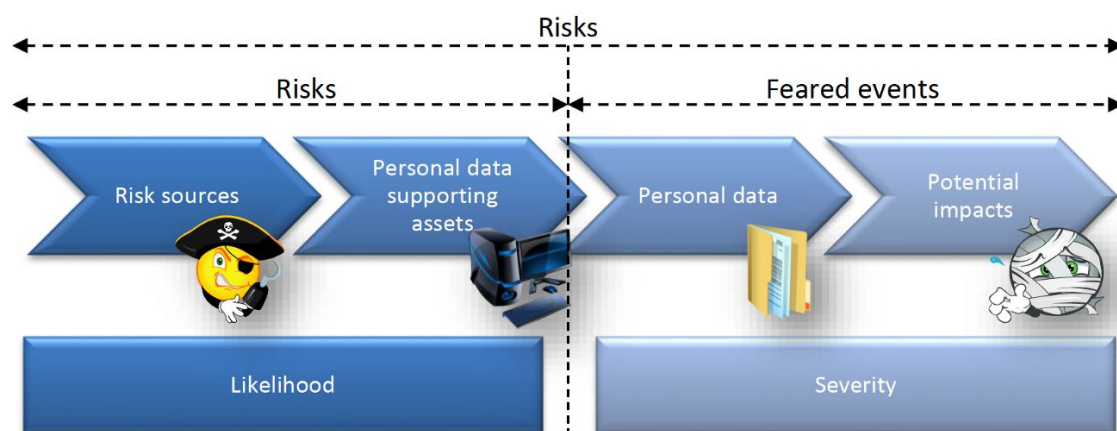 Risks
Risks
Feared events
Risk sources
Personal data
supporting
assets
Personal data
Potential
impacts
Likelihood
Severity